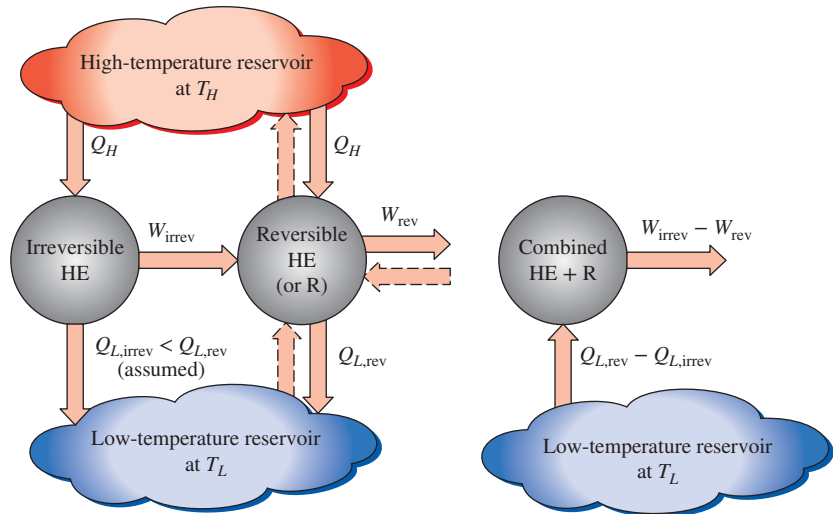 High-temperature reservoir
at T_H
Q_H
Q_H
Irreversible
HE
W_irrev
Reversible
HE
(or R)
W_rev
Combined
HE + R
W_irrev − W_rev
Q_L,irrev < Q_L,rev
(assumed)
Q_L,rev
Q_L,rev − Q_L,irrev
Low-temperature reservoir
at T_L
Low-temperature reservoir
at T_L